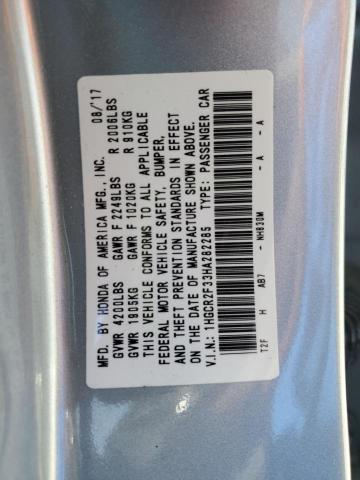 MFD. BY HONDA OF AMERICA MFG., INC. 08/'17
GVWR 4200LBS GAWR F 2249LBS R 2006LBS
GVWR 1905KG GAWR F 1020KG R 910KG
THIS VEHICLE CONFORMS TO ALL APPLICABLE
FEDERAL MOTOR VEHICLE SAFETY, BUMPER,
AND THEFT PREVENTION STANDARDS IN EFFECT
ON THE DATE OF MANUFACTURE SHOWN ABOVE.
V.I.N.: 1HGCR2F33HA282285 TYPE: PASSENGER CAR
T2F H AB7 - NH830M - A - A